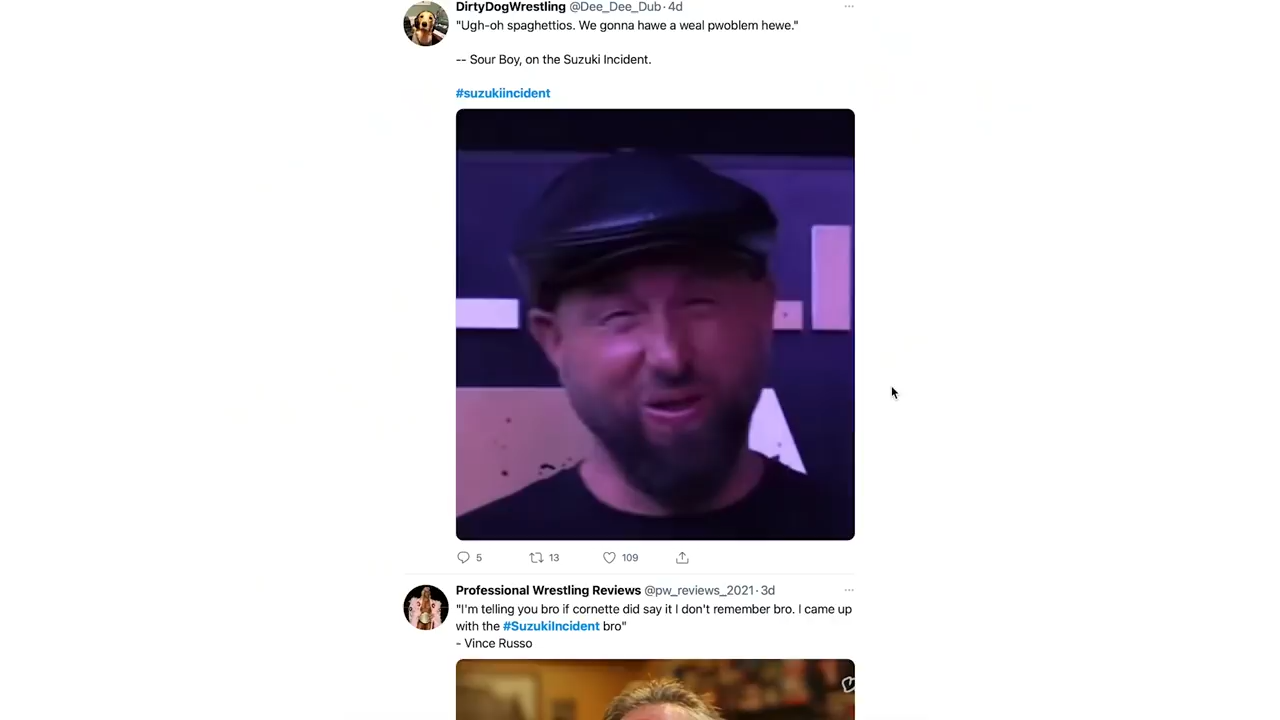 DirtyDogWrestling @Dee_Dee_Dub · 4d
"Ugh-oh spaghettios. We gonna hawe a weal pwoblem hewe."
-- Sour Boy, on the Suzuki Incident.
#suzukiincident
5 13 109
Professional Wrestling Reviews @pw_reviews_2021 · 3d
"I'm telling you bro if cornette did say it I don't remember bro. I came up
with the #SuzukiIncident bro"
- Vince Russo